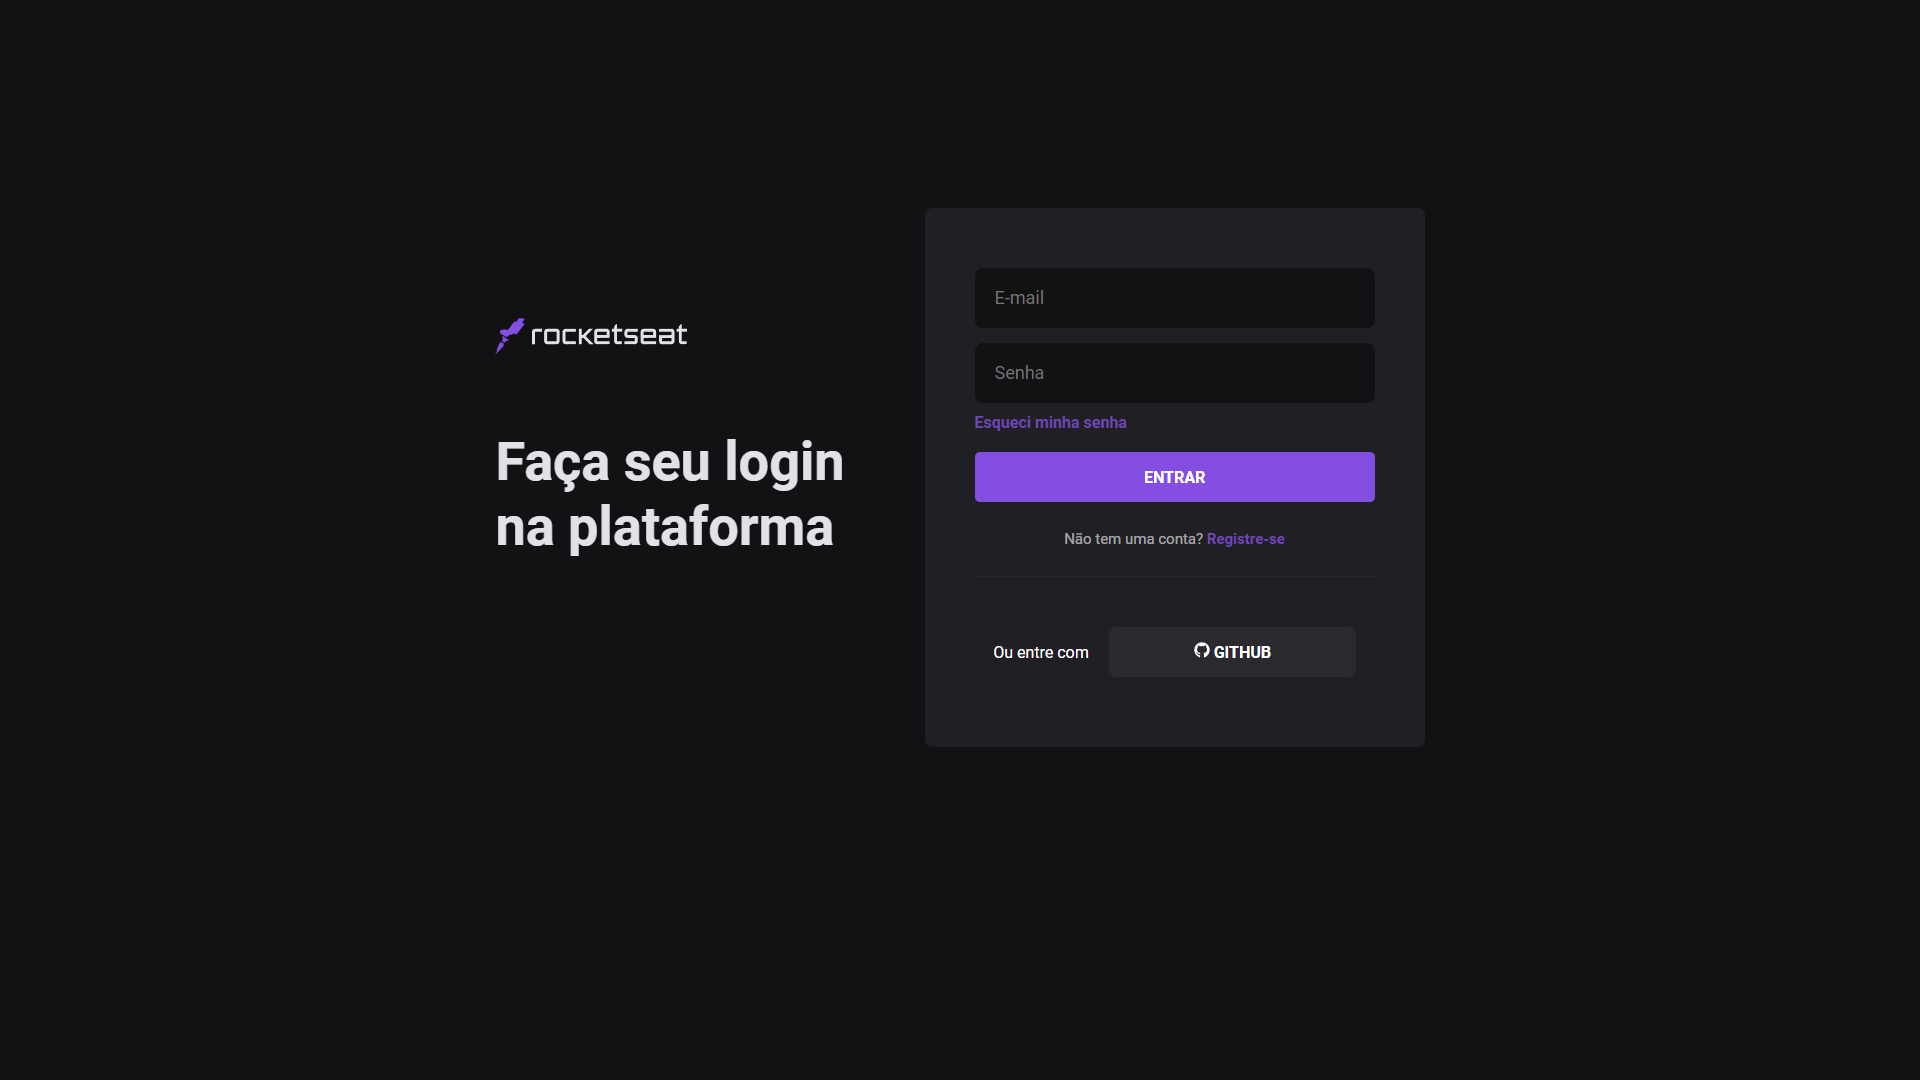 rocketseat
Faça seu login
na plataforma
E-mail
Senha
Esqueci minha senha
ENTRAR
Não tem uma conta? Registre-se
Ou entre com
GITHUB